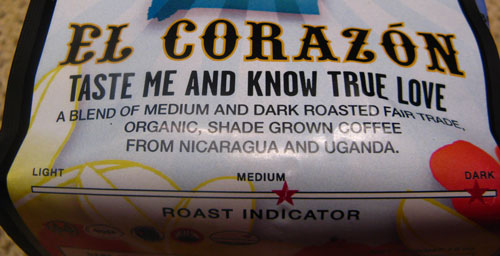 EL CORAZÓN
TASTE ME AND KNOW TRUE LOVE
A BLEND OF MEDIUM AND DARK ROASTED FAIR TRADE,
ORGANIC, SHADE GROWN COFFEE
FROM NICARAGUA AND UGANDA.
LIGHT MEDIUM DARK
ROAST INDICATOR